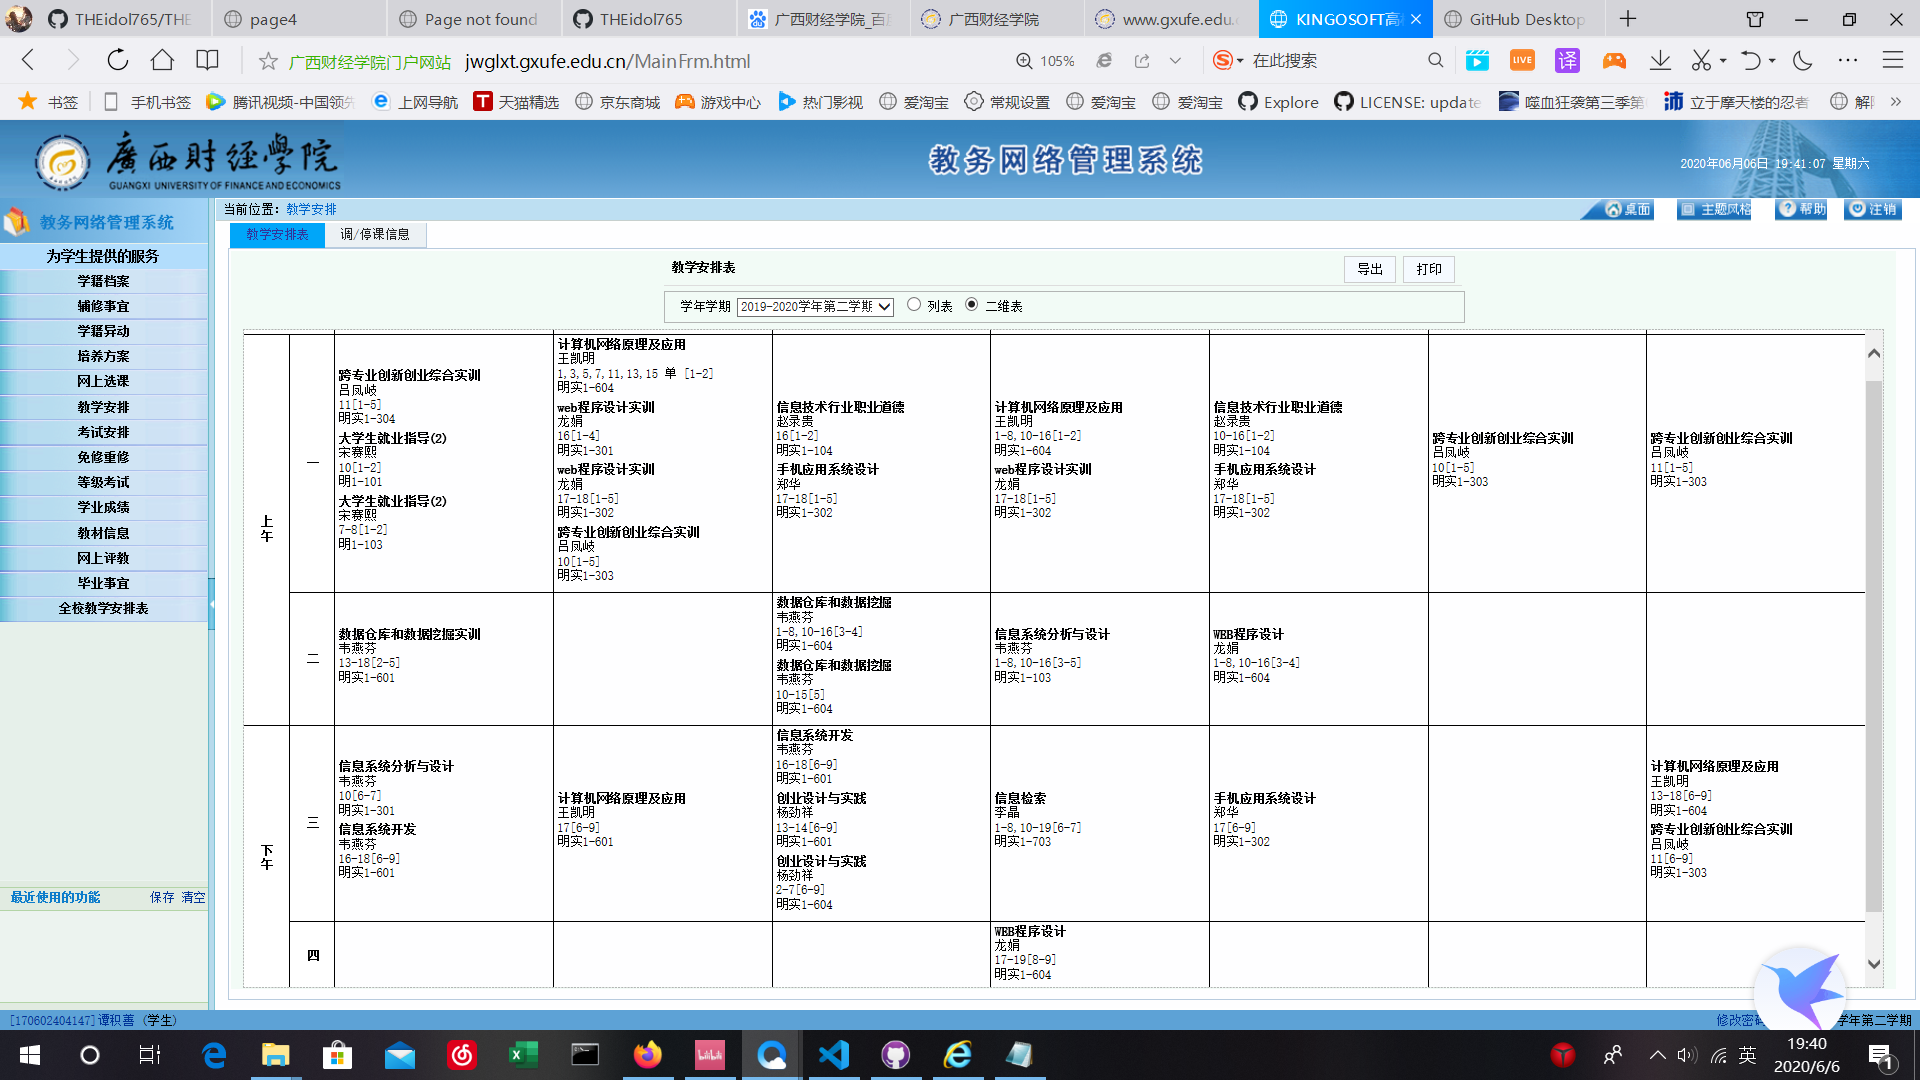 THEidol765/THE
page4
Page not found
THEidol765
广西财经学院_百
广西财经学院
www.gxufe.edu.
KINGOSOFT高
GitHub Desktop
广西财经学院门户网站 jwglxt.gxufe.edu.cn/MainFrm.html
105%
在此搜索
LIVE
译
书签
手机书签
腾讯视频-中国领先
上网导航
天猫精选
京东商城
游戏中心
热门影视
爱淘宝
常规设置
爱淘宝
爱淘宝
Explore
LICENSE: update
噬血狂袭第三季第
立于摩天楼的忍者
解
廣西财经學院
GUANGXI UNIVERSITY OF FINANCE AND ECONOMICS
教务网络管理系统
2020年06月06日 19:41:07 星期六
教务网络管理系统
当前位置: 教学安排
桌面
主题风格
帮助
注销
为学生提供的服务
学籍档案
辅修事宜
学籍异动
培养方案
网上选课
教学安排
考试安排
免修重修
等级考试
学业成绩
教材信息
网上评教
毕业事宜
全校教学安排表
最近使用的功能
保存 清空
教学安排表
调/停课信息
教学安排表
导出
打印
学年学期
2019-2020学年第二学期
列表
二维表
上午
一
跨专业创新创业综合实训
吕凤岐
11[1-5]
明实1-304
大学生就业指导(2)
宋赛熙
10[1-2]
明1-101
大学生就业指导(2)
宋赛熙
7-8[1-2]
明1-103
计算机网络原理及应用
王凯明
1,3,5,7,11,13,15 单 [1-2]
明实1-604
web程序设计实训
龙娟
16[1-4]
明实1-301
web程序设计实训
龙娟
17-18[1-5]
明实1-302
跨专业创新创业综合实训
吕凤岐
10[1-5]
明实1-303
信息技术行业职业道德
赵录贵
16[1-2]
明实1-104
手机应用系统设计
郑华
17-18[1-5]
明实1-302
计算机网络原理及应用
王凯明
1-8,10-16[1-2]
明实1-604
web程序设计实训
龙娟
17-18[1-5]
明实1-302
信息技术行业职业道德
赵录贵
10-16[1-2]
明实1-104
手机应用系统设计
郑华
17-18[1-5]
明实1-302
跨专业创新创业综合实训
吕凤岐
10[1-5]
明实1-303
跨专业创新创业综合实训
吕凤岐
11[1-5]
明实1-303
二
数据仓库和数据挖掘实训
韦燕芬
13-18[2-5]
明实1-601
数据仓库和数据挖掘
韦燕芬
1-8,10-16[3-4]
明实1-604
数据仓库和数据挖掘
韦燕芬
10-15[5]
明实1-604
信息系统分析与设计
韦燕芬
1-8,10-16[3-5]
明实1-103
WEB程序设计
龙娟
1-8,10-16[3-4]
明实1-604
下午
三
信息系统分析与设计
韦燕芬
10[6-7]
明实1-301
信息系统开发
韦燕芬
16-18[6-9]
明实1-601
计算机网络原理及应用
王凯明
17[6-9]
明实1-601
信息系统开发
韦燕芬
16-18[6-9]
明实1-601
创业设计与实践
杨劲祥
13-14[6-9]
明实1-601
创业设计与实践
杨劲祥
2-7[6-9]
明实1-604
信息检索
李晶
1-8,10-19[6-7]
明实1-703
手机应用系统设计
郑华
17[6-9]
明实1-302
计算机网络原理及应用
王凯明
13-18[6-9]
明实1-604
跨专业创新创业综合实训
吕凤岐
11[6-9]
明实1-303
四
WEB程序设计
龙娟
17-19[8-9]
明实1-604
[170602404147]谭积善 (学生)
修改密码
学年第二学期
英
19:40
2020/6/6
1